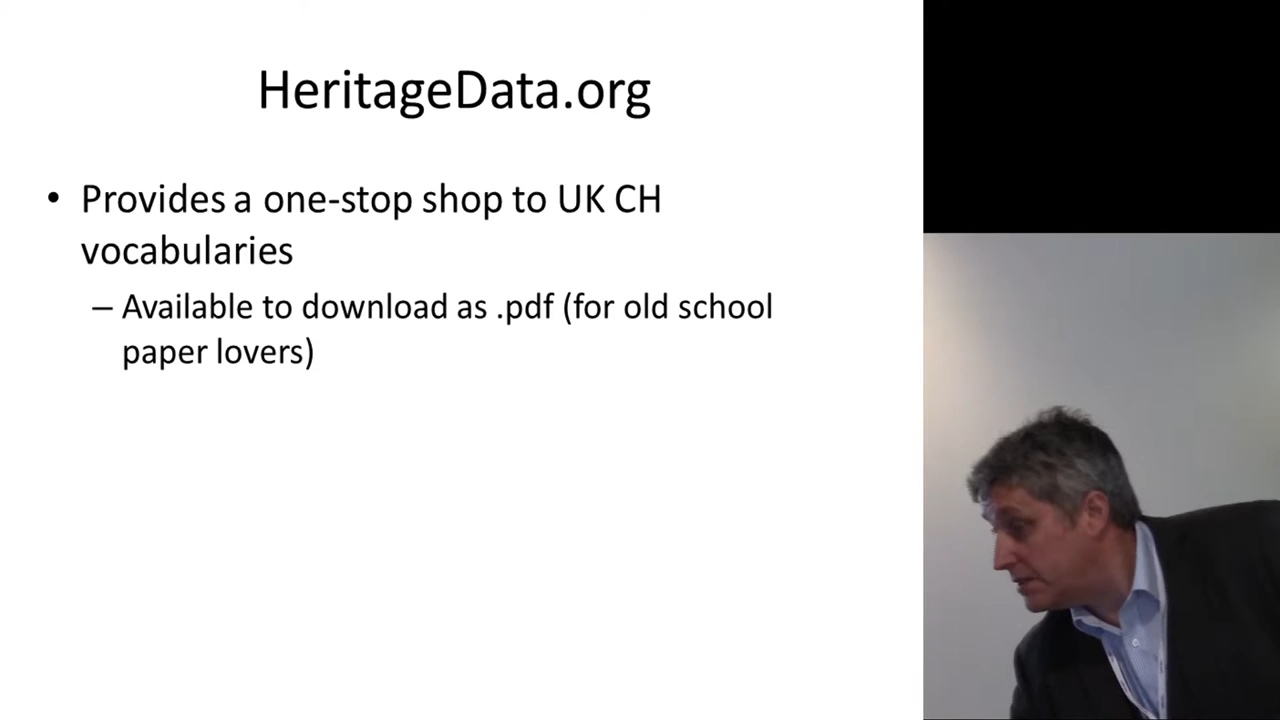 HeritageData.org
• Provides a one-stop shop to UK CH
vocabularies
– Available to download as .pdf (for old school
paper lovers)